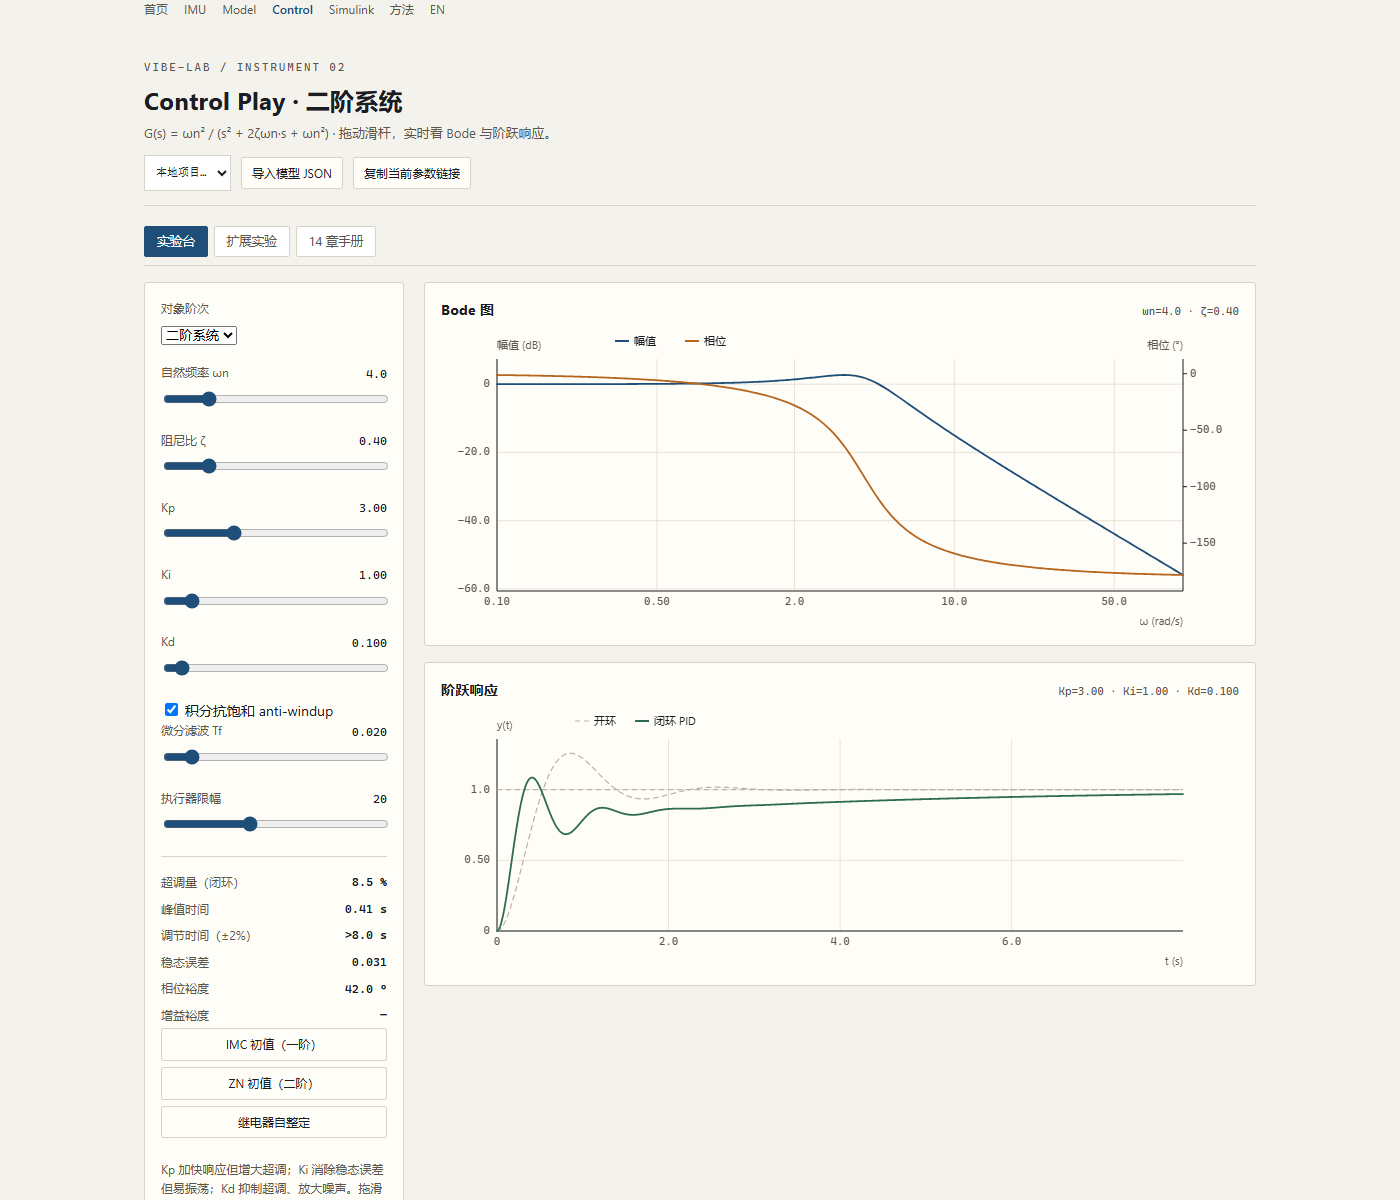 首页 IMU Model Control Simulink 方法 EN
VIBE-LAB / INSTRUMENT 02
Control Play · 二阶系统
G(s) = ωn² / (s² + 2ζωn·s + ωn²) · 拖动滑杆，实时看 Bode 与阶跃响应。
本地项目… 导入模型 JSON 复制当前参数链接
实验台 扩展实验 14 章手册
对象阶次
二阶系统
自然频率 ωn 4.0
阻尼比 ζ 0.40
Kp 3.00
Ki 1.00
Kd 0.100
积分抗饱和 anti-windup
微分滤波 Tf 0.020
执行器限幅 20
超调量（闭环） 8.5 %
峰值时间 0.41 s
调节时间（±2%） >8.0 s
稳态误差 0.031
相位裕度 42.0 °
增益裕度 —
IMC 初值（一阶）
ZN 初值（二阶）
继电器自整定
Kp 加快响应但增大超调；Ki 消除稳态误差
但易振荡；Kd 抑制超调、放大噪声。拖滑
Bode 图 ωn=4.0 · ζ=0.40
幅值 (dB) 幅值 相位 相位 (°)
0 0
−50.0
−20.0
−100
−40.0
−150
−60.0
0.10 0.50 2.0 10.0 50.0
ω (rad/s)
阶跃响应 Kp=3.00 · Ki=1.00 · Kd=0.100
y(t) 开环 闭环 PID
1.0
0.50
0
0 2.0 4.0 6.0
t (s)